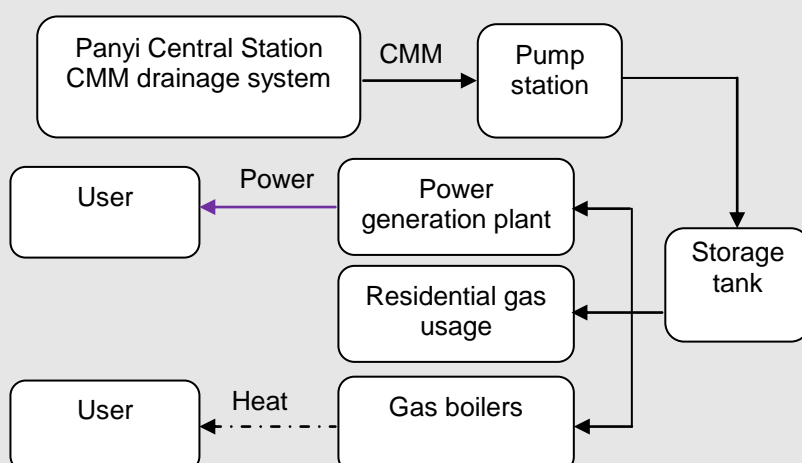 Panyi Central Station
CMM drainage system
CMM
Pump
station
User
Power
Power
generation plant
Storage
tank
Residential gas
usage
User
Heat
Gas boilers